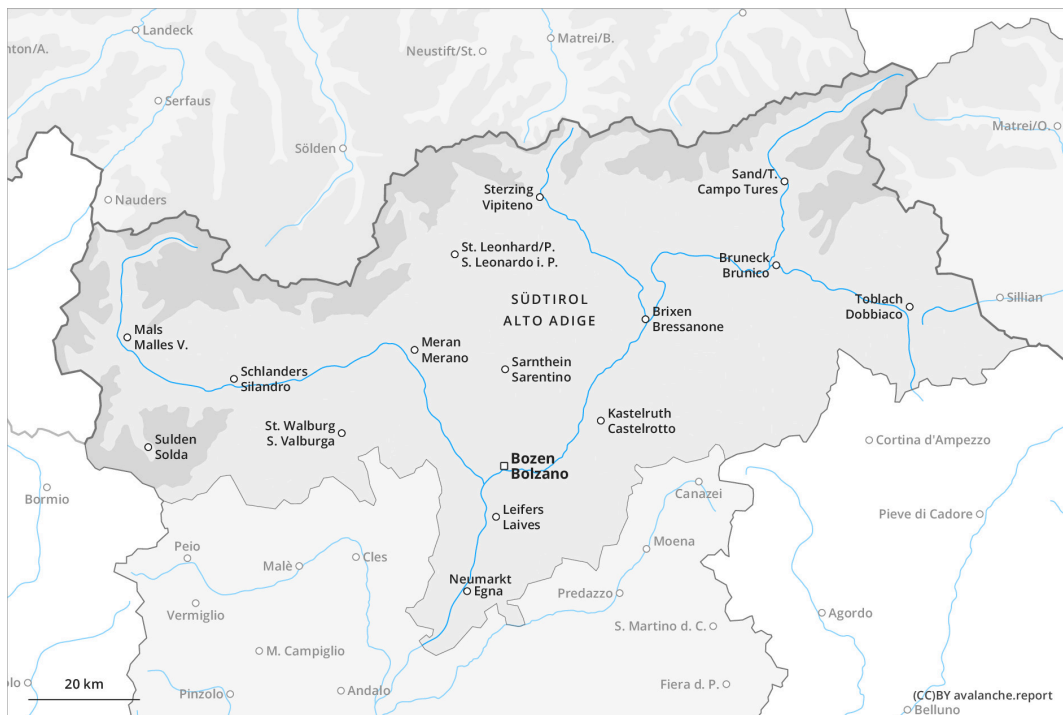 Landeck
nton/A.
Neustift/St.
Matrei/B.
Serfaus
Matrei/O.
Sölden
Sand/T.
Campo Tures
Sterzing
Vipiteno
Nauders
St. Leonhard/P.
S. Leonardo i. P.
Bruneck
Brunico
SÜDTIROL
ALTO ADIGE
Toblach
Dobbiaco
Sillian
Brixen
Bressanone
Mals
Malles V.
Meran
Merano
Sarnthein
Sarentino
Schlanders
Silandro
Kastelruth
Castelrotto
St. Walburg
S. Valburga
Sulden
Solda
Cortina d'Ampezzo
Bozen
Bolzano
Bormio
Canazei
Leifers
Laives
Pieve di Cadore
Peio
Malè
Cles
Moena
Neumarkt
Egna
Predazzo
Vermiglio
Agordo
S. Martino d. C.
M. Campiglio
olo
20 km
Pinzolo
Andalo
Fiera d. P.
(CC)BY avalanche.report
Belluno